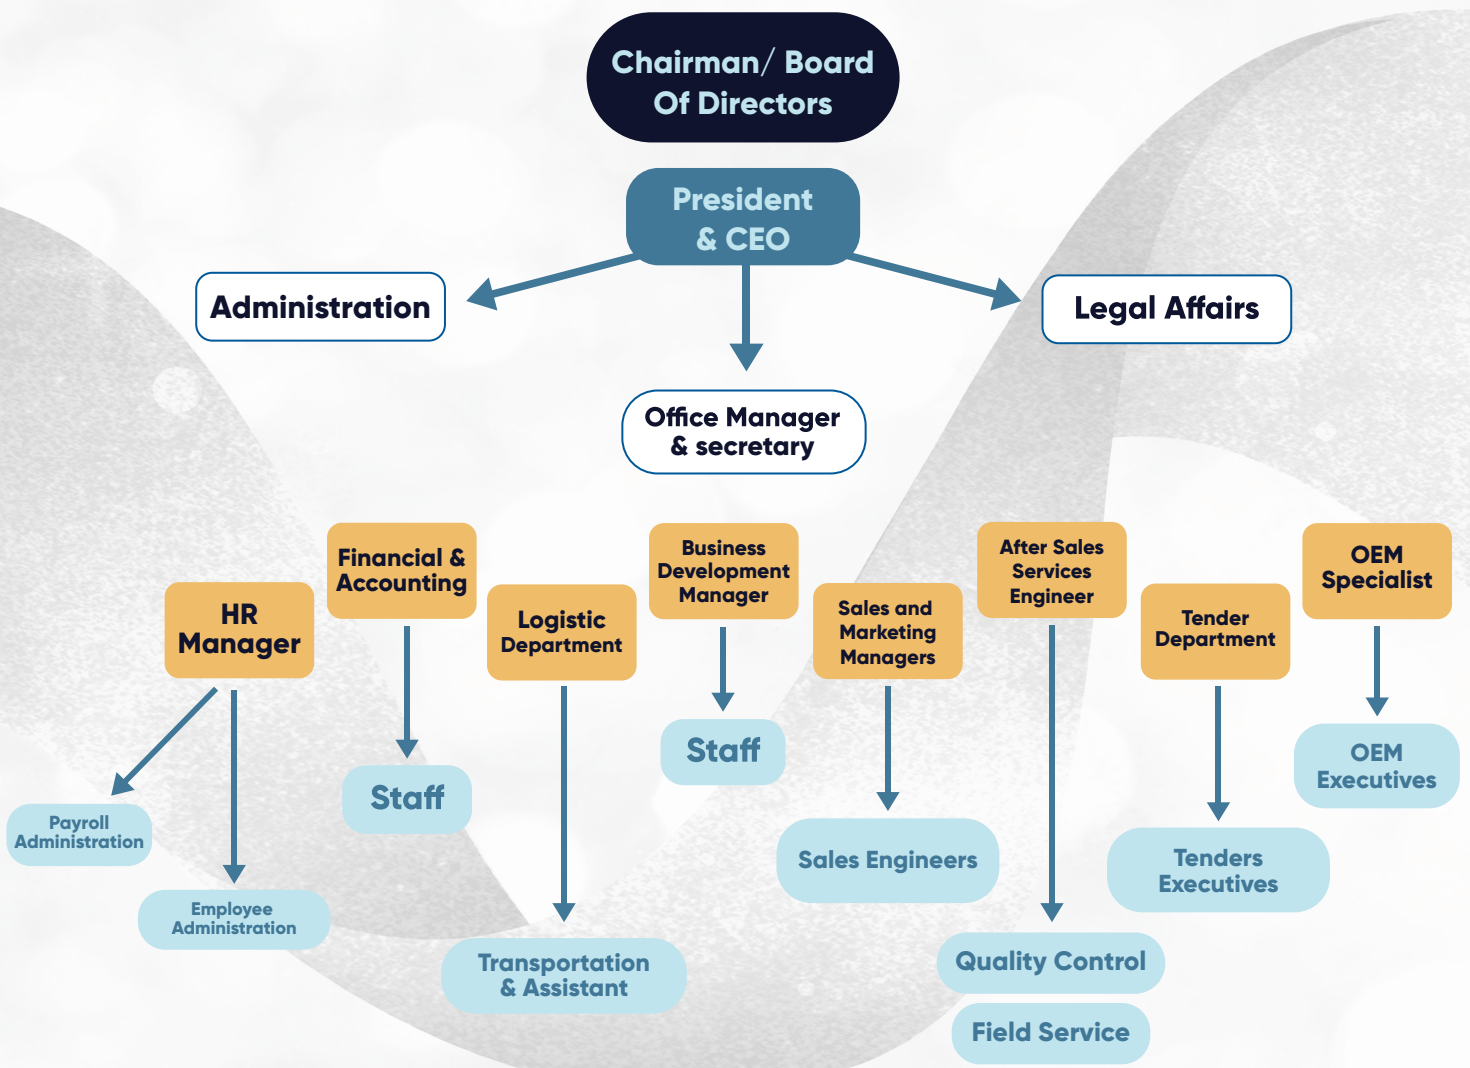 Chairman/ Board
Of Directors
President
& CEO
Administration
Legal Affairs
Office Manager
& secretary
HR
Manager
Financial &
Accounting
Logistic
Department
Business
Development
Manager
Sales and
Marketing
Managers
After Sales
Services
Engineer
Tender
Department
OEM
Specialist
Payroll
Administration
Employee
Administration
Staff
Transportation
& Assistant
Staff
Sales Engineers
Quality Control
Field Service
Tenders
Executives
OEM
Executives